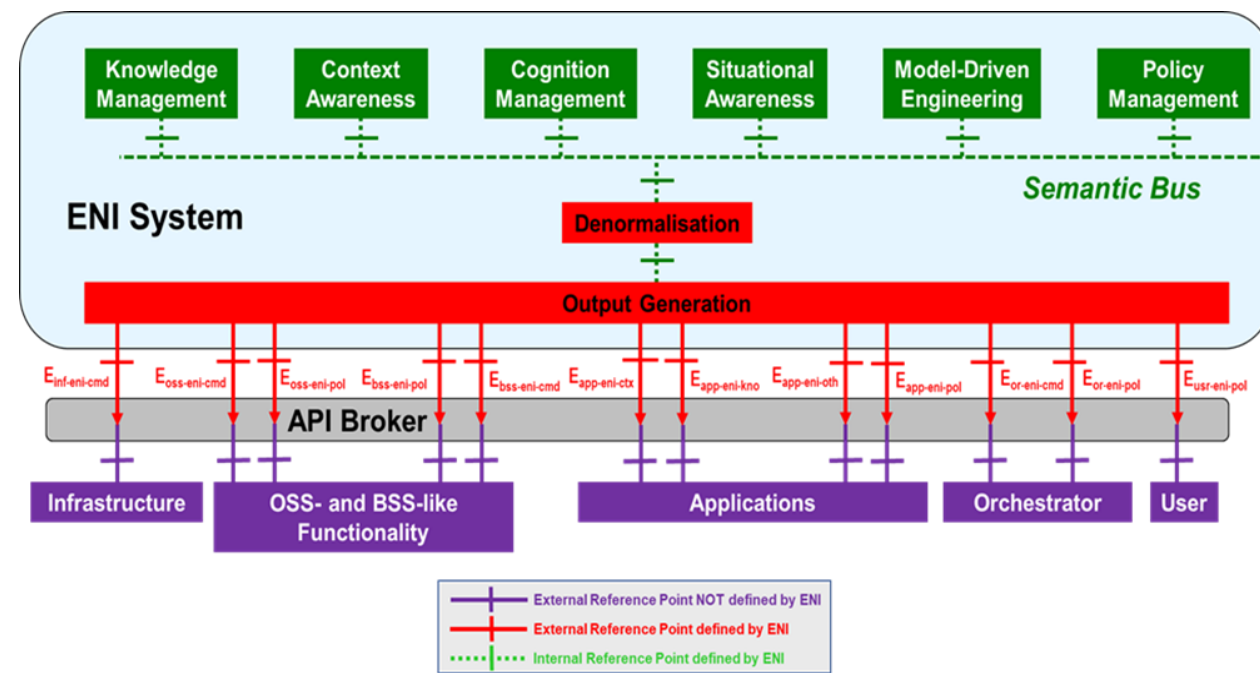 Knowledge
Management
Context
Awareness
Cognition
Management
Situational
Awareness
Model-Driven
Engineering
Policy
Management
Semantic Bus
ENI System
Denormalisation
Output Generation
Einf-eni-cmd
Eoss-eni-cmd
Eoss-eni-pol
Ebss-eni-pol
Ebss-eni-cmd
Eapp-eni-ctx
Eapp-eni-kno
Eapp-eni-oth
Eapp-eni-pol
Eor-eni-cmd
Eor-eni-pol
Eusr-eni-pol
API Broker
Infrastructure
OSS- and BSS-like
Functionality
Applications
Orchestrator
User
External Reference Point NOT defined by ENI
External Reference Point defined by ENI
Internal Reference Point defined by ENI